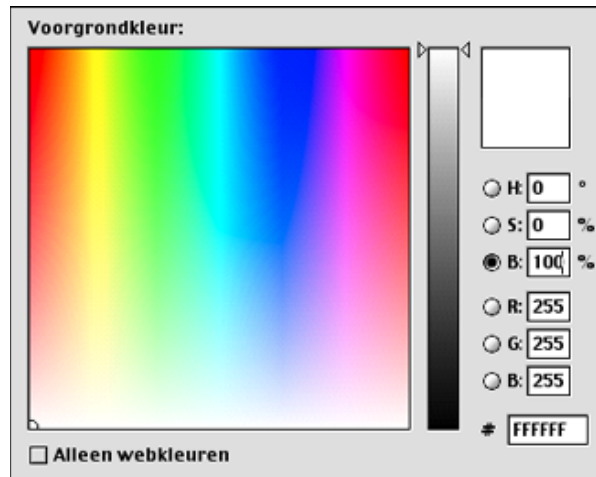 Voorgrondkleur:
H: 0 °
S: 0 %
B: 100 %
R: 255
G: 255
B: 255
# FFFFFF
Alleen webkleuren